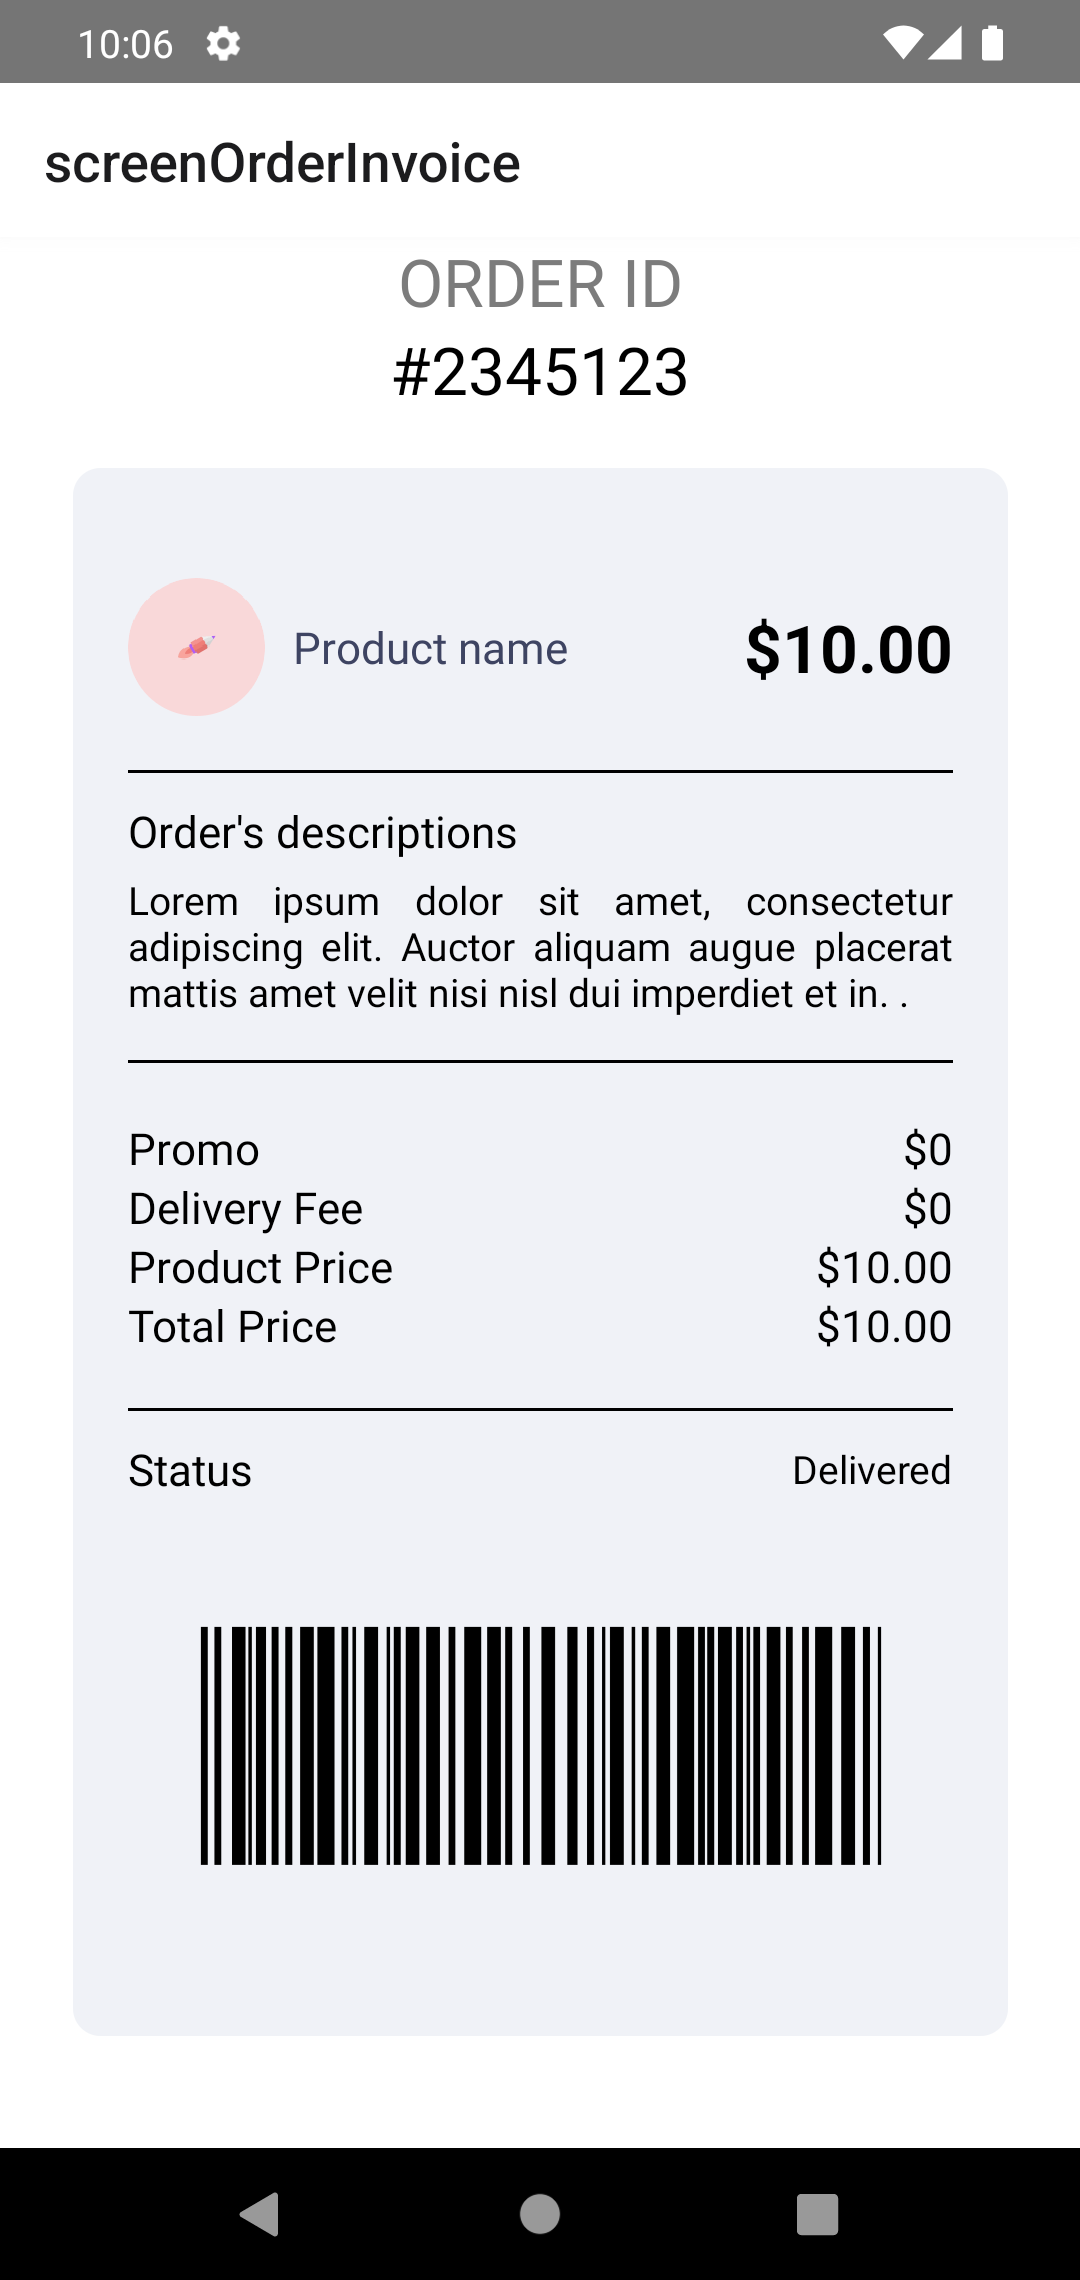 10:06
screenOrderInvoice
ORDER ID
#2345123
Product name $10.00
Order's descriptions
Lorem ipsum dolor sit amet, consectetur
adipiscing elit. Auctor aliquam augue placerat
mattis amet velit nisi nisl dui imperdiet et in. .
Promo $0
Delivery Fee $0
Product Price $10.00
Total Price $10.00
Status Delivered